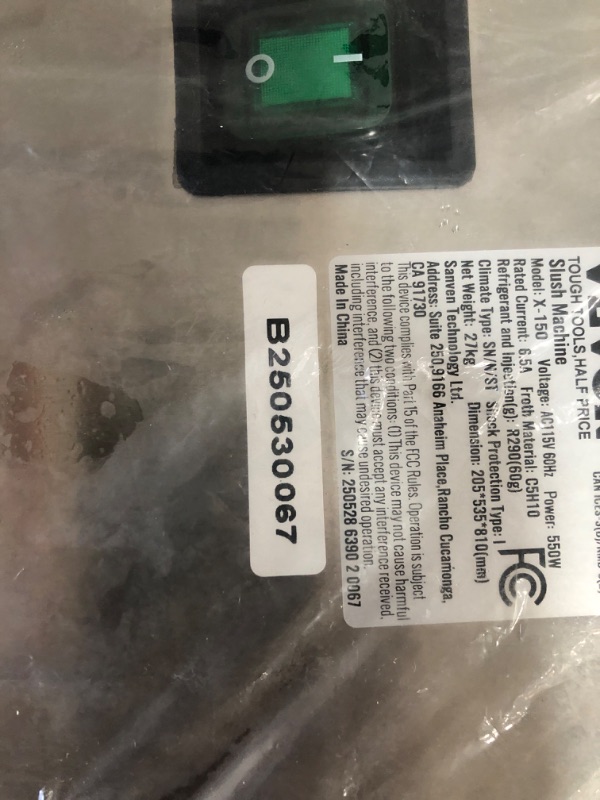 TOUGH TOOLS, HALF PRICE
Slush Machine
Model: X-150 Voltage: AC115V 60Hz Power: 550W
Rated Current: 6.5A Froth Material: C5H10
Refrigerant and Injection(g): R290(60g)
Climate Type: SN/N/ST Shock Protection Type: I
Net Weight: 27kg Dimension: 205*535*810(mm)
Sanven Technology Ltd.
Address: Suite 250,9166 Anaheim Place,Rancho Cucamonga,
CA 91730
This device complies with Part 15 of the FCC Rules. Operation is subject
to the following two conditions: (1) This device may not cause harmful
interference, and (2) this device must accept any interference received,
including interference that may cause undesired operation.
Made In China S/N: 250528 6390 2 0067
FC
B250530067